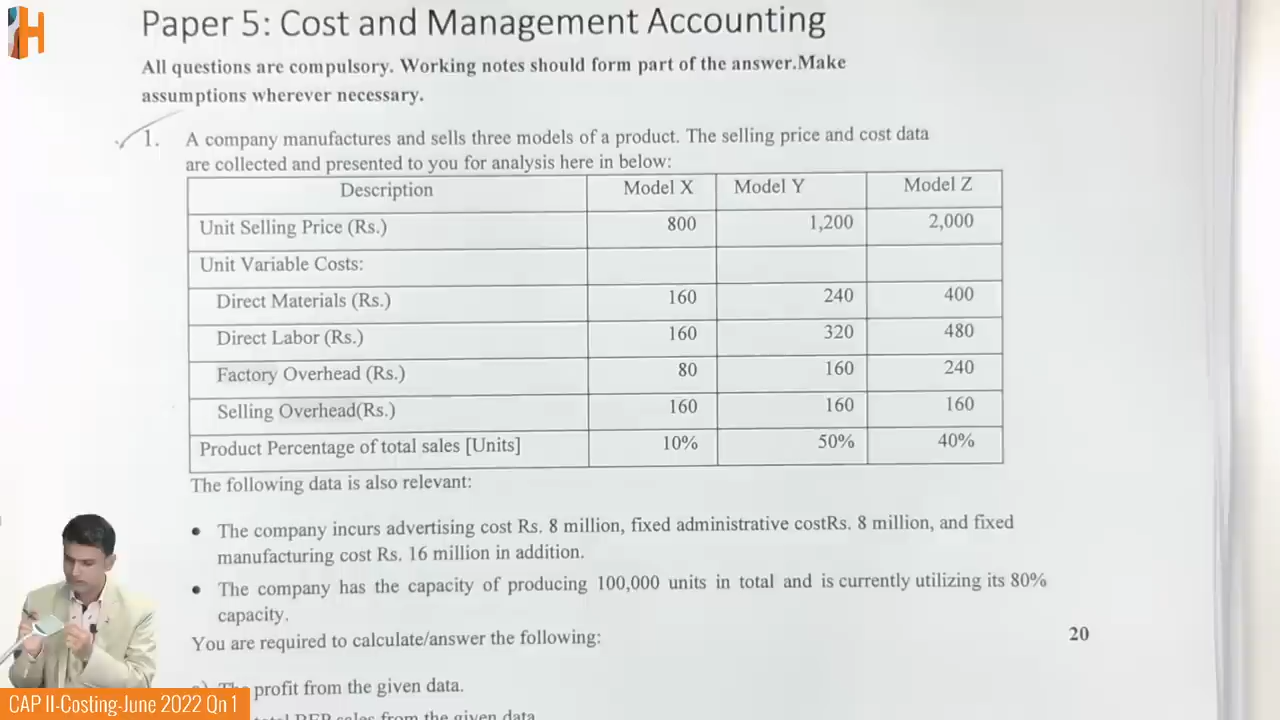 H
Paper 5: Cost and Management Accounting
All questions are compulsory. Working notes should form part of the answer.Make
assumptions wherever necessary.
1. A company manufactures and sells three models of a product. The selling price and cost data
are collected and presented to you for analysis here in below:
Description Model X Model Y Model Z
Unit Selling Price (Rs.) 800 1,200 2,000
Unit Variable Costs:
Direct Materials (Rs.) 160 240 400
Direct Labor (Rs.) 160 320 480
Factory Overhead (Rs.) 80 160 240
Selling Overhead(Rs.) 160 160 160
Product Percentage of total sales [Units] 10% 50% 40%
The following data is also relevant:
• The company incurs advertising cost Rs. 8 million, fixed administrative costRs. 8 million, and fixed
manufacturing cost Rs. 16 million in addition.
• The company has the capacity of producing 100,000 units in total and is currently utilizing its 80%
capacity.
You are required to calculate/answer the following:
20
The profit from the given data.
total BEP sales from the given data
CAP II-Costing-June 2022 Qn 1